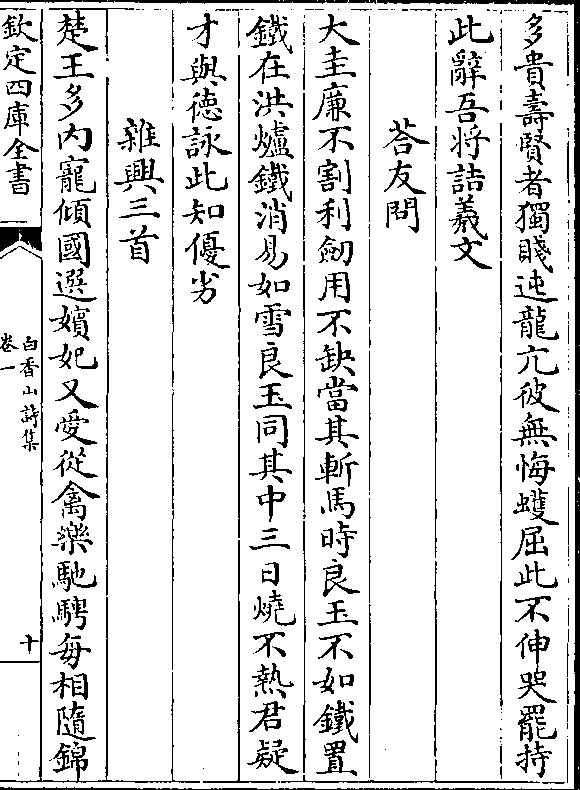 多貴壽賢者獨賤迍龍亢彼無悔蠖屈此不伸哭罷持
此辭吾将詰羲文
荅友問
大圭廉不割利劒用不缺當其斬馬時良玉不如鐵置
鐵在洪爐鐵消易如雪良玉同其中三日燒不熱君疑
才與徳詠此知優劣
雜興三首
楚王多内寵傾國選嬪妃又愛從禽樂馳騁每相隨錦
欽定四庫全書
白香山詩集
卷一
十